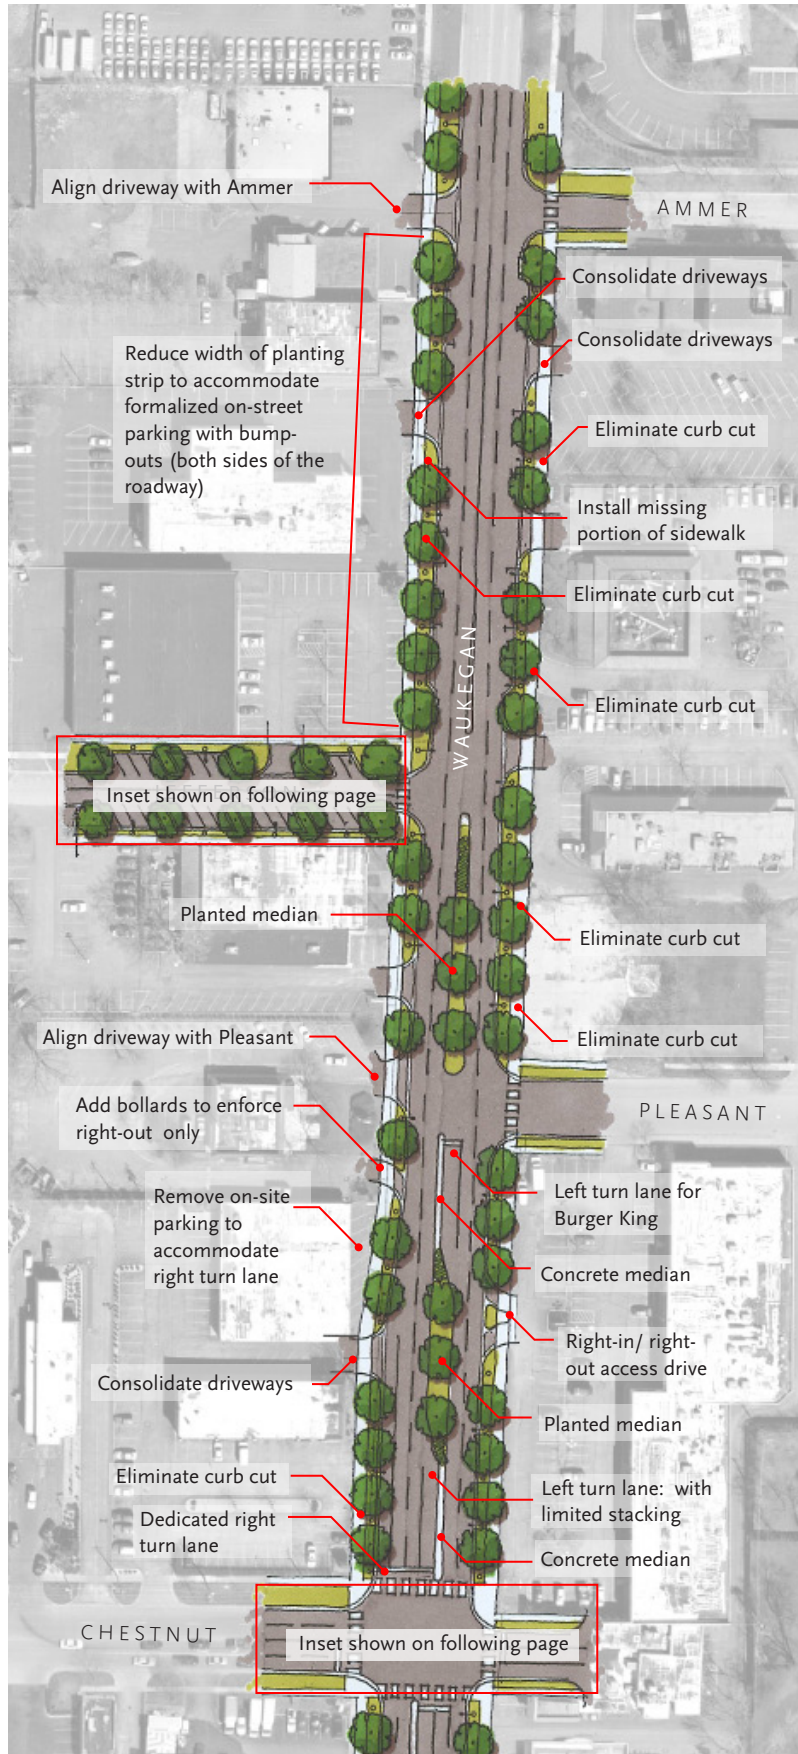 Align driveway with Ammer
AMMER
Consolidate driveways
Consolidate driveways
Reduce width of planting
strip to accommodate
formalized on-street
parking with bump-
outs (both sides of the
roadway)
Eliminate curb cut
Install missing
portion of sidewalk
Eliminate curb cut
WAUKEGAN
Eliminate curb cut
Inset shown on following page
Planted median
Eliminate curb cut
Align driveway with Pleasant
Eliminate curb cut
PLEASANT
Add bollards to enforce
right-out only
Left turn lane for
Burger King
Remove on-site
parking to
accommodate
right turn lane
Concrete median
Right-in/ right-
out access drive
Consolidate driveways
Planted median
Eliminate curb cut
Left turn lane: with
limited stacking
Dedicated right
turn lane
Concrete median
CHESTNUT
Inset shown on following page